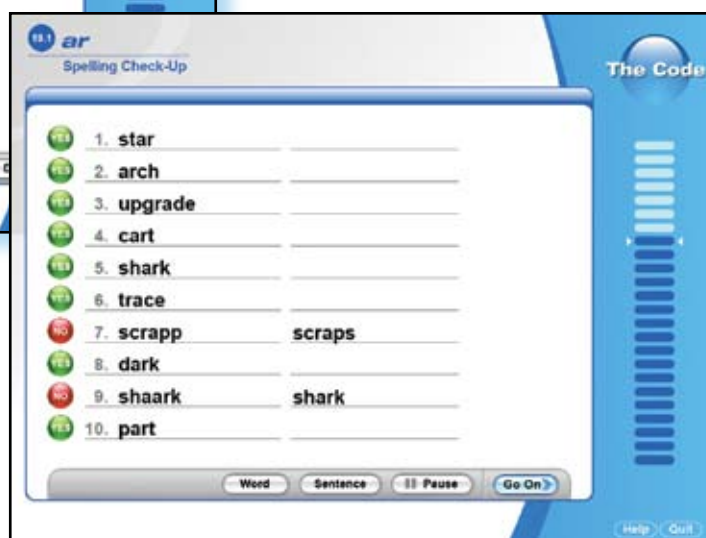 18.1 ar
Spelling Check-Up
The Code
YES 1. star
YES 2. arch
YES 3. upgrade
YES 4. cart
YES 5. shark
YES 6. trace
NO 7. scrapp scraps
YES 8. dark
NO 9. shaark shark
YES 10. part
Word Sentence Pause Go On
Help Quit